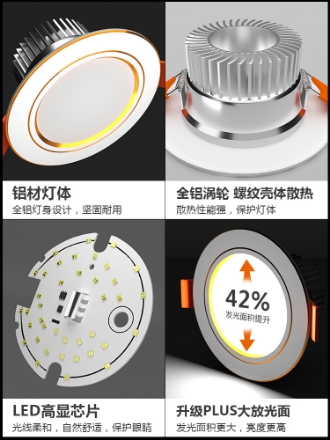 铝材灯体
全铝灯身设计，坚固耐用
全铝涡轮 螺纹壳体散热
散热性能强，保护灯体
42%
发光面积提升
LED高显芯片
光线柔和，自然舒适，保护眼睛
升级PLUS大放光面
发光面积更大，亮度更高